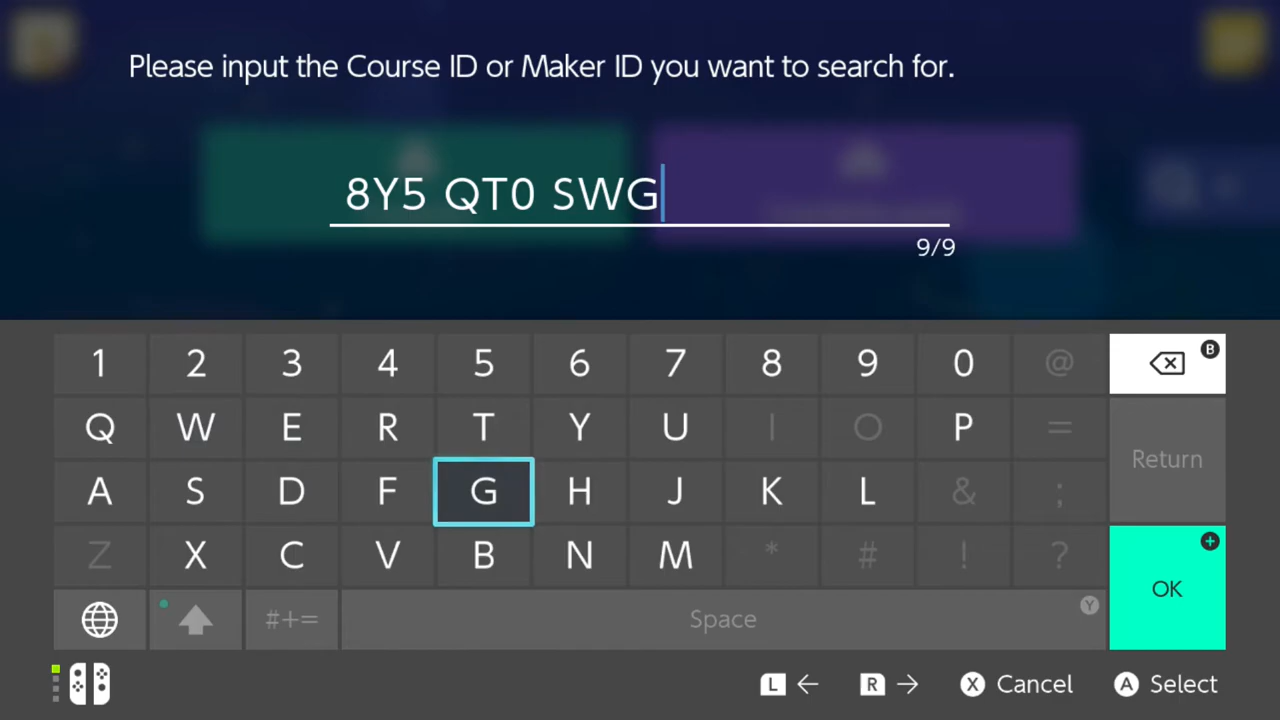 Please input the Course ID or Maker ID you want to search for.
8Y5 QT0 SWG
9/9
1 2 3 4 5 6 7 8 9 0 @ B
Q W E R T Y U I O P = Return
A S D F G H J K L & ;
Z X C V B N M * # ! ? + OK
#+= Space Y
L ← R → X Cancel A Select